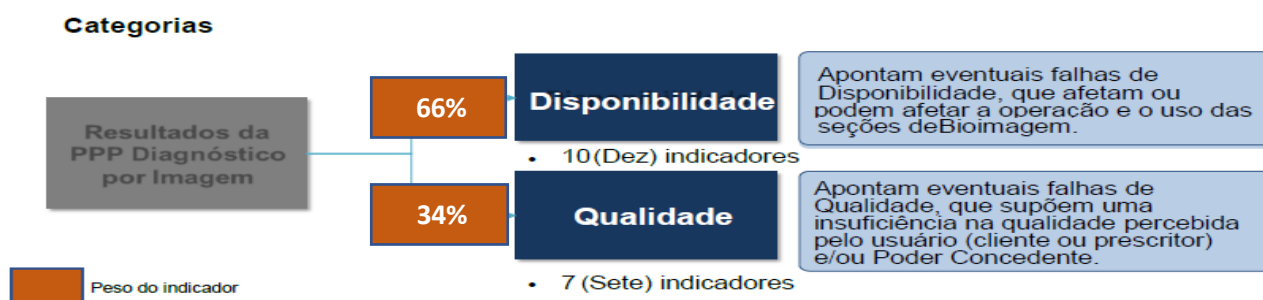 Categorias
Resultados da
PPP Diagnóstico
por Imagem
66%
Disponibilidade
• 10(Dez) indicadores
Apontam eventuais falhas de
Disponibilidade, que afetam ou
podem afetar a operação e o uso das
seções deBioimagem.
34%
Qualidade
• 7 (Sete) indicadores
Apontam eventuais falhas de
Qualidade, que supõem uma
insuficiência na qualidade percebida
pelo usuário (cliente ou prescritor)
e/ou Poder Concedente.
Peso do indicador